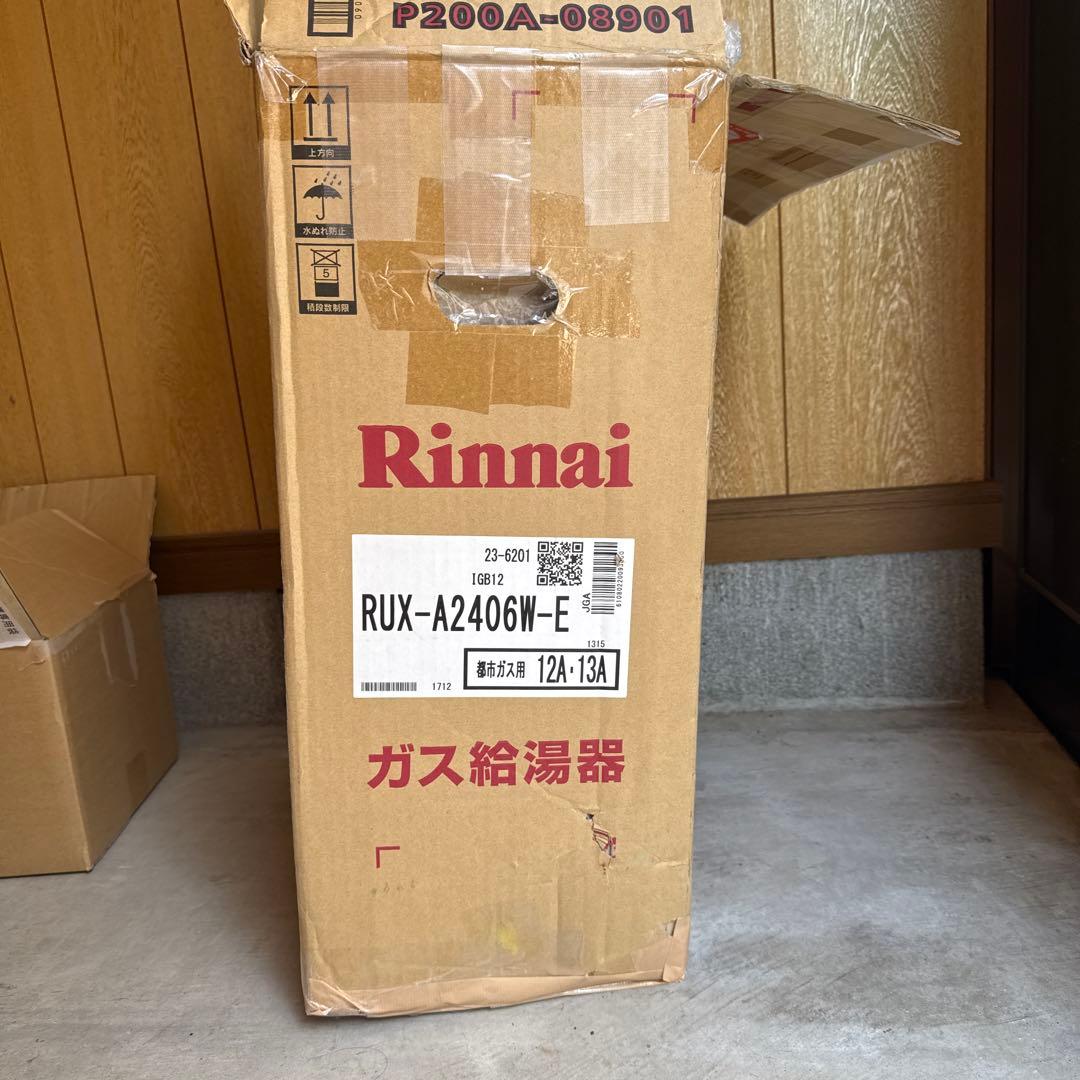 P200A-08901
上方向
水ぬれ防止
5
積段数制限
Rinnai
23-6201
IGB12
RUX-A2406W-E
JGA
1315
都市ガス用 12A・13A
1712
ガス給湯器